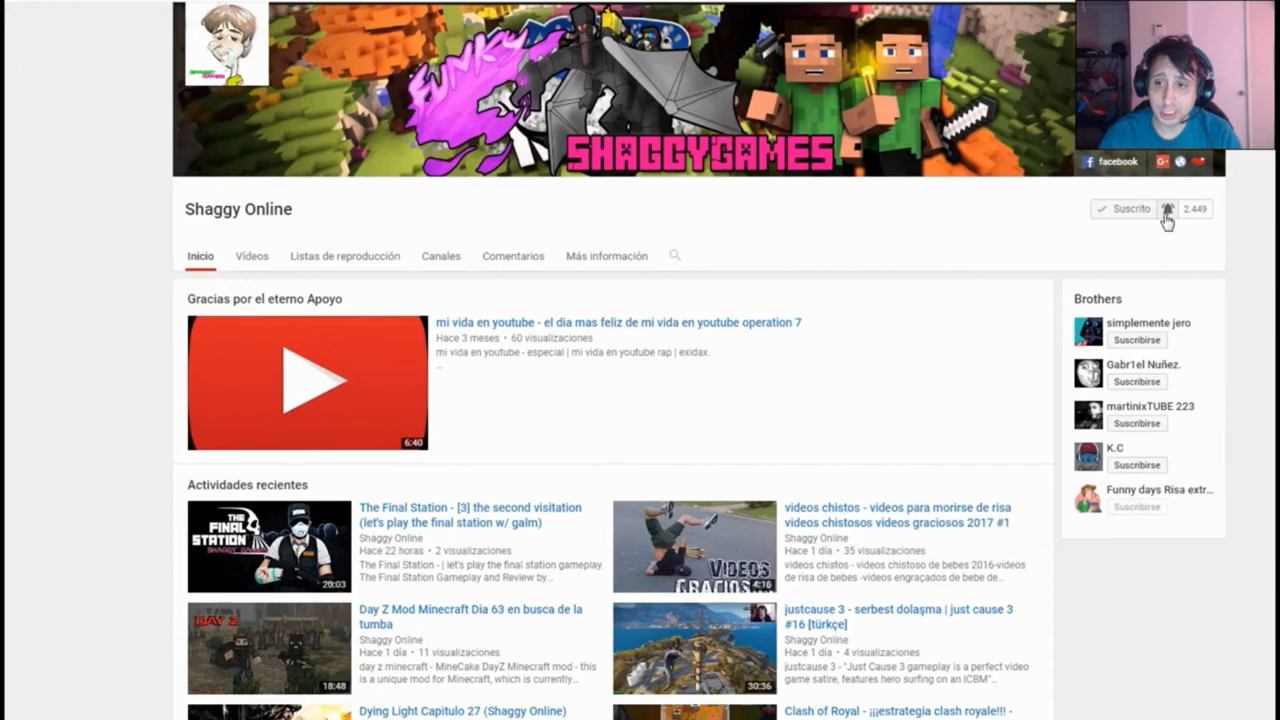 SHAGGYGAMES
facebook
Shaggy Online
Suscrito 2.449
Inicio Vídeos Listas de reproducción Canales Comentarios Más información
Gracias por el eterno Apoyo
mi vida en youtube - el dia mas feliz de mi vida en youtube operation 7
Hace 3 meses • 60 visualizaciones
mi vida en youtube - especial | mi vida en youtube rap | exidax.
...
6:40
Brothers
simplemente jero
Suscribirse
Gabr1el Nuñez.
Suscribirse
martinixTUBE 223
Suscribirse
K.C
Suscribirse
Funny days Risa extr...
Suscribirse
Actividades recientes
THE
FINAL
STATION
SHAGGY GAMES
20:03
The Final Station - [3] the second visitation
(let's play the final station w/ galm)
Shaggy Online
Hace 22 horas • 2 visualizaciones
The Final Station - | let's play the final station gameplay.
The Final Station Gameplay and Review by...
VIDEOS
GRACIOSOS
4:16
videos chistos - videos para morirse de risa
videos chistosos videos graciosos 2017 #1
Shaggy Online
Hace 1 día • 35 visualizaciones
videos chistos - videos chistoso de bebes 2016-videos
de risa de bebes -videos engraçados de bebe de...
DAY Z
18:48
Day Z Mod Minecraft Dia 63 en busca de la
tumba
Shaggy Online
Hace 1 día • 11 visualizaciones
day z minecraft - MineCake DayZ Minecraft mod - this
is a unique mod for Minecraft, which is currently...
30:36
justcause 3 - serbest dolaşma | just cause 3
#16 [türkçe]
Shaggy Online
Hace 1 día • 4 visualizaciones
justcause 3 - "Just Cause 3 gameplay is a perfect video
game satire, features hero surfing on an ICBM"...
Dying Light Capitulo 27 (Shaggy Online)
Clash of Royal - ¡¡¡estrategia clash royale!!! -